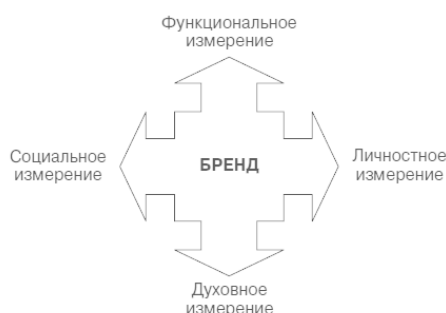 Функциональное
измерение
Социальное
измерение
БРЕНД
Личностное
измерение
Духовное
измерение